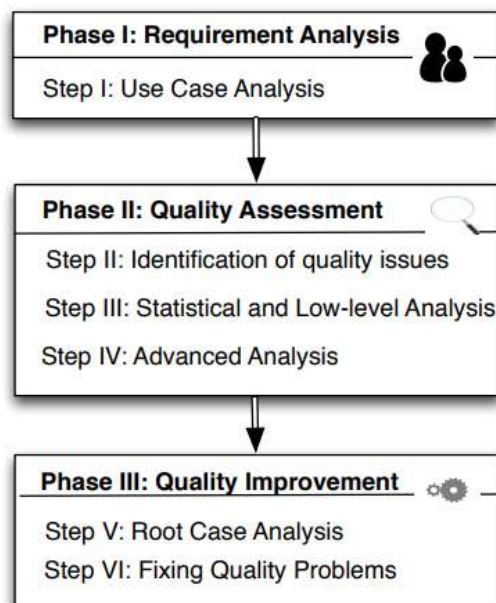 Phase I: Requirement Analysis
Step I: Use Case Analysis
Phase II: Quality Assessment
Step II: Identification of quality issues
Step III: Statistical and Low-level Analysis
Step IV: Advanced Analysis
Phase III: Quality Improvement
Step V: Root Case Analysis
Step VI: Fixing Quality Problems